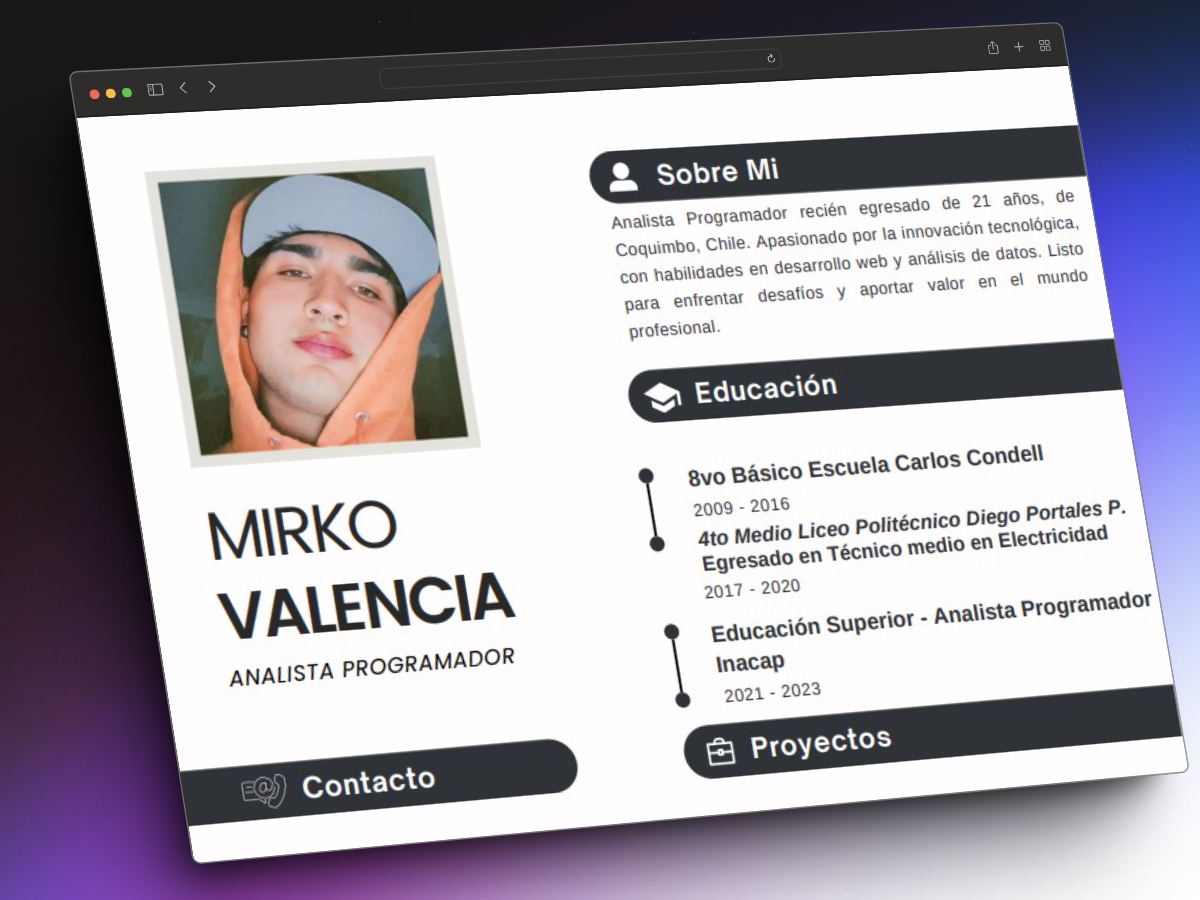 MIRKO
VALENCIA
ANALISTA PROGRAMADOR
Contacto
Sobre Mi
Analista Programador recién egresado de 21 años, de
Coquimbo, Chile. Apasionado por la innovación tecnológica,
con habilidades en desarrollo web y análisis de datos. Listo
para enfrentar desafíos y aportar valor en el mundo
profesional.
Educación
8vo Básico Escuela Carlos Condell
2009 - 2016
4to Medio Liceo Politécnico Diego Portales P.
Egresado en Técnico medio en Electricidad
2017 - 2020
Educación Superior - Analista Programador
Inacap
2021 - 2023
Proyectos